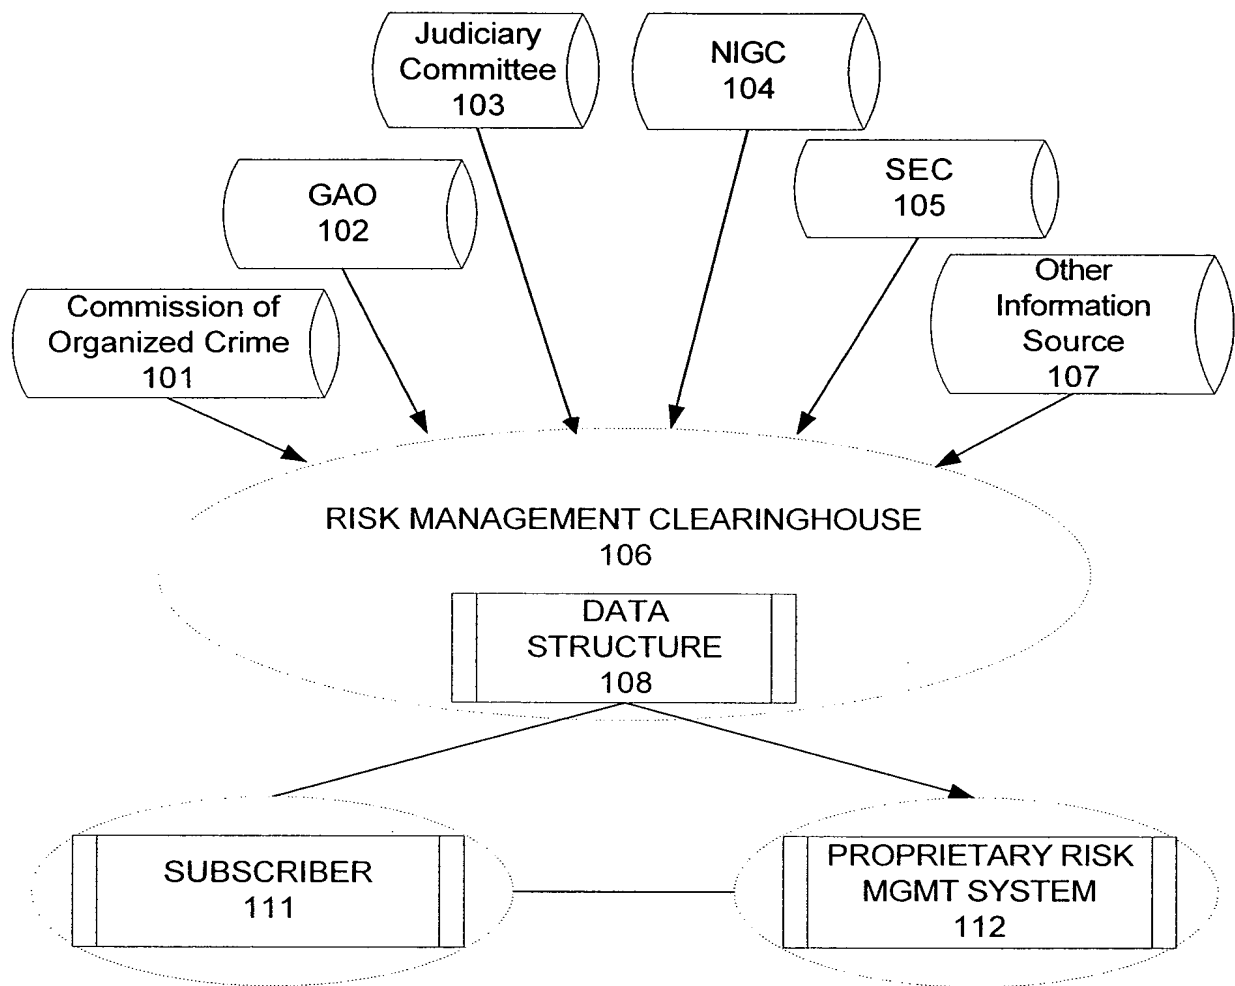 Judiciary
Committee
103
NIGC
104
GAO
102
SEC
105
Commission of
Organized Crime
101
Other
Information
Source
107
RISK MANAGEMENT CLEARINGHOUSE
106
DATA
STRUCTURE
108
SUBSCRIBER
111
PROPRIETARY RISK
MGMT SYSTEM
112